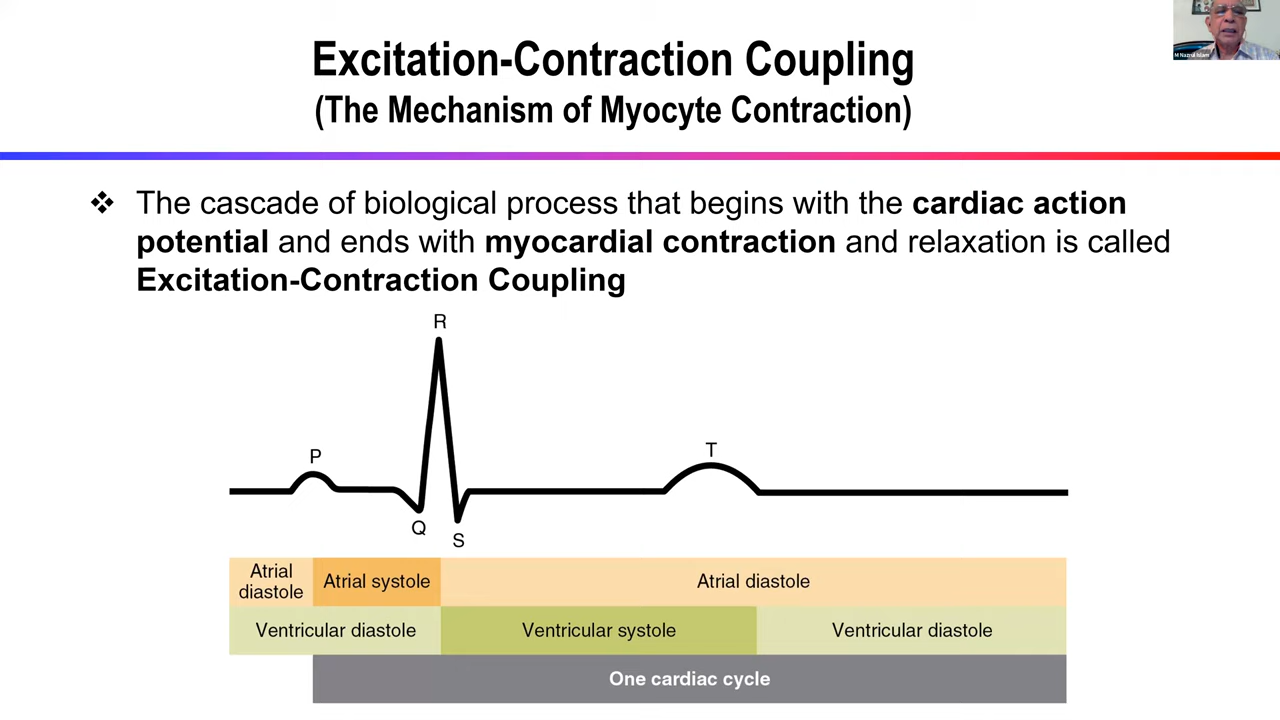 Excitation-Contraction Coupling
(The Mechanism of Myocyte Contraction)
M Nazrul Islam
❖ The cascade of biological process that begins with the cardiac action
potential and ends with myocardial contraction and relaxation is called
Excitation-Contraction Coupling
R
P
T
Q
S
Atrial
diastole
Atrial systole
Atrial diastole
Ventricular diastole
Ventricular systole
Ventricular diastole
One cardiac cycle